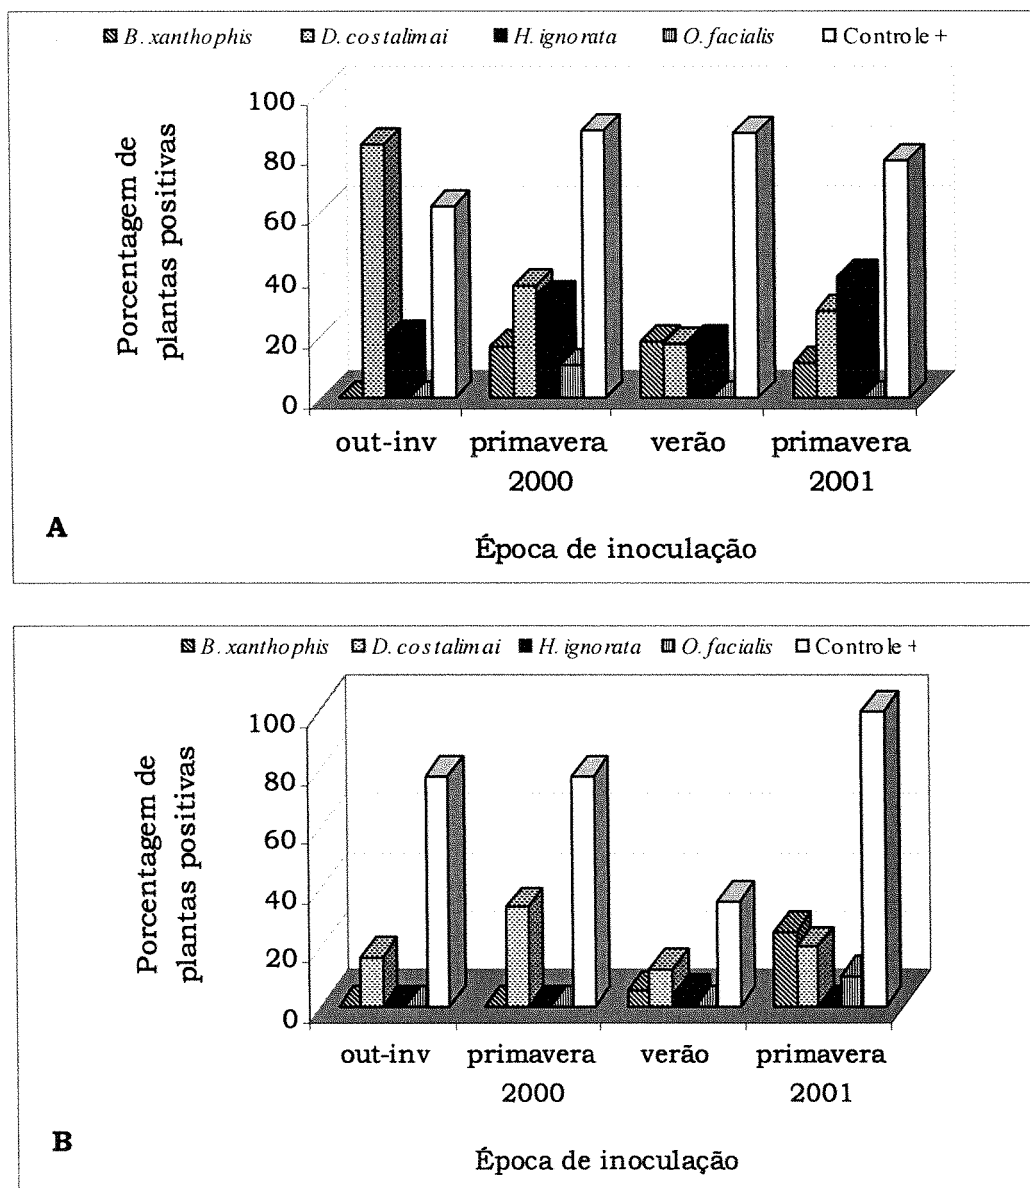 B. xanthophis D. costalimai H. ignorata O. facialis Controle +
Porcentagem de
plantas positivas
100
80
60
40
20
0
out-inv primavera verão primavera
2000 2001
A
Época de inoculação
B. xanthophis D. costalimai H. ignorata O. facialis Controle +
Porcentagem de
plantas positivas
100
80
60
40
20
0
out-inv primavera verão primavera
2000 2001
B
Época de inoculação